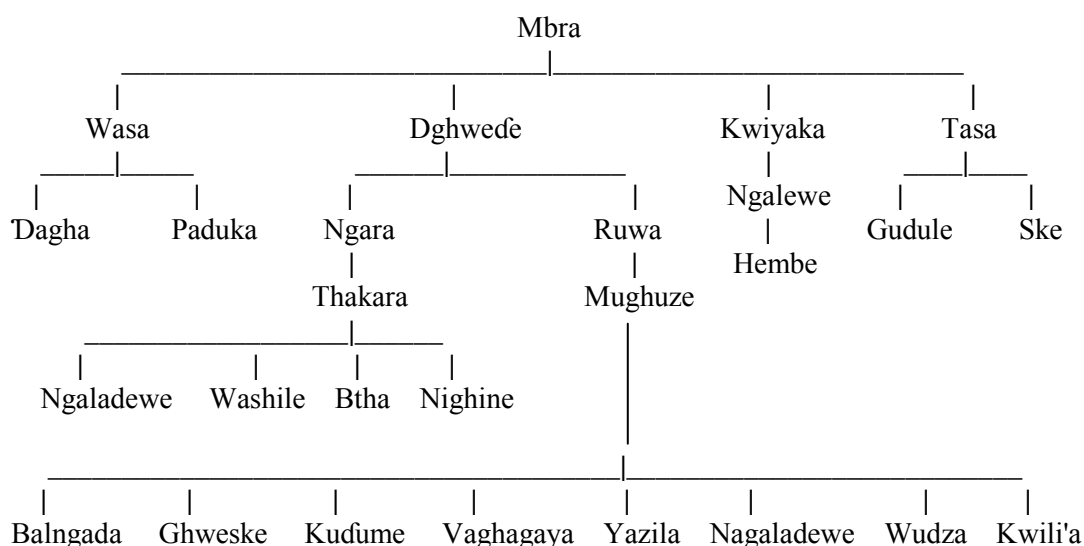 Mbra
Wasa Dghweɗe Kwiyaka Tasa
Ɗagha Paduka Ngara Ruwa Ngalewe Gudule Ske
Hembe
Thakara Mughuze
Ngaladewe Washile Btha Nighine
Balngada Ghweske Kuɗume Vaghagaya Yazila Nagaladewe Wudza Kwili'a